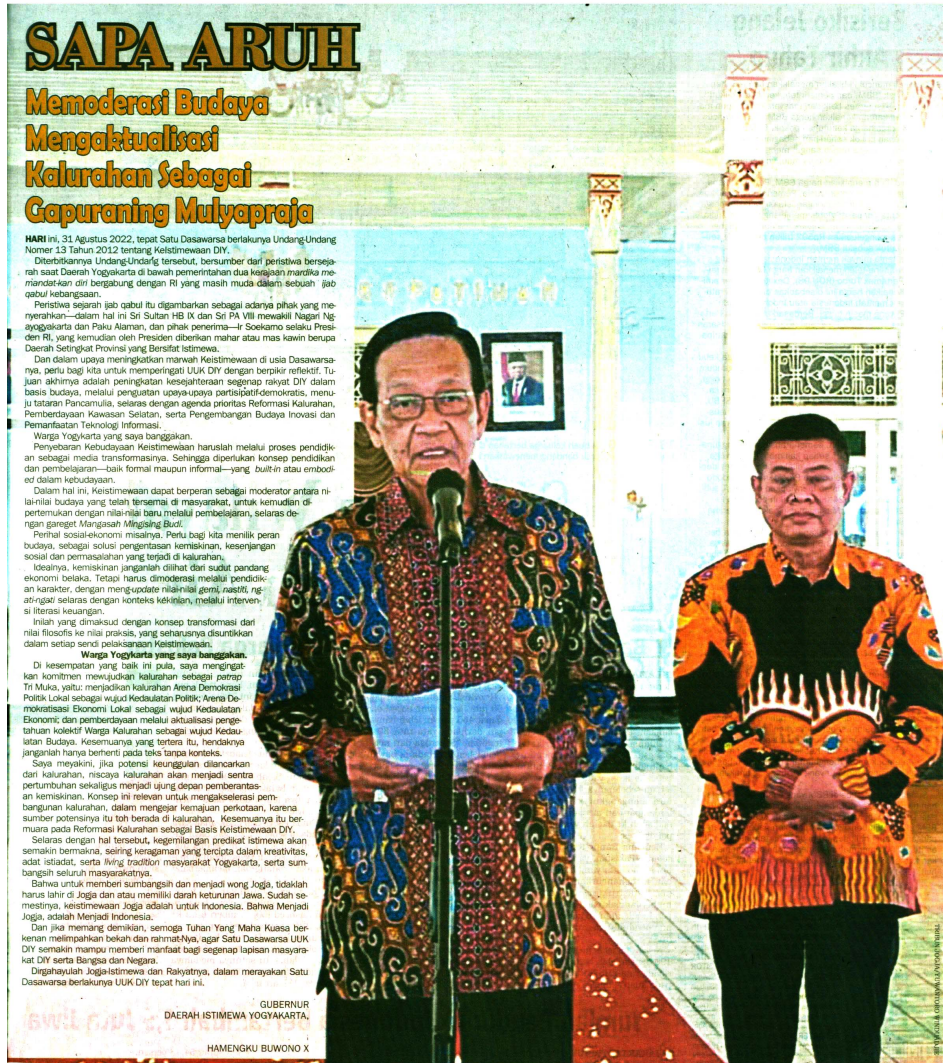 SAPA ARUH
Memoderasi Budaya
Mengaktualisasi
Kalurahan Sebagai
Gapuraning Mulyapraja
HARI ini, 31 Agustus 2022, tepat Satu Dasawarsa berlakunya Undang-Undang
Nomer 13 Tahun 2012 tentang KeIstimewaan DIY.
Diterbitkannya Undang-Undang tersebut, bersumber dari peristiwa berseja-
rah saat Daerah Yogyakarta di bawah pemerintahan dua kerajaan mardika me-
mandat-kan diri bergabung dengan RI yang masih muda dalam sebuah ijab
qabul kebangsaan.
Peristiwa sejarah ijab qabul itu digambarkan sebagai adanya pihak yang me-
nyerahkan—dalam hal ini Sri Sultan HB IX dan Sri PA VIII mewakili Nagari Ng-
ayogyakarta dan Paku Alaman, dan pihak penerima—Ir Soekarno selaku Presi-
den RI, yang kemudian oleh Presiden diberikan mahar atau mas kawin berupa
Daerah Setingkat Provinsi yang Bersifat Istimewa.
Dan dalam upaya meningkatkan marwah Keistimewaan di usia Dasawarsa-
nya, perlu bagi kita untuk memperingati UUK DIY dengan berpikir reflektif. Tu-
juan akhirnya adalah peningkatan kesejahteraan segenap rakyat DIY dalam
basis budaya, melalui penguatan upaya-upaya partisipatif-demokratis, menu-
ju tataran Pancamulia, selaras dengan agenda prioritas Reformasi Kalurahan,
Pemberdayaan Kawasan Selatan, serta Pengembangan Budaya Inovasi dan
Pemanfaatan Teknologi Informasi.
Warga Yogykarta yang saya banggakan.
Penyebaran Kebudayaan Keistimewaan haruslah melalui proses pendidik-
an sebagai media transformasinya. Sehingga diperlukan konsep pendidikan
dan pembelajaran—baik formal maupun informal—yang built-in atau embodi-
ed dalam kebudayaan.
Dalam hal ini, Keistimewaan dapat berperan sebagai moderator antara ni-
lai-nilai budaya yang telah tersemai di masyarakat, untuk kemudian di-
pertemukan dengan nilai-nilai baru melalui pembelajaran, selaras de-
ngan gareget Mangasah Mingising Budi.
Perihal sosial-ekonomi misalnya. Perlu bagi kita menilik peran
budaya, sebagai solusi pengentasan kemiskinan, kesenjangan
sosial dan permasalahan yang terjadi di kalurahan.
Idealnya, kemiskinan janganlah dilihat dari sudut pandang
ekonomi belaka. Tetapi harus dimoderasi melalui pendidik-
an karakter, dengan meng-update nilai-nilai gemi, nastiti, ng-
ati-ngati selaras dengan konteks kekinian, melalui interven-
si literasi keuangan.
Inilah yang dimaksud dengan konsep transformasi dari
nilai filosofis ke nilai praksis, yang seharusnya disuntikkan
dalam setiap sendi pelaksanaan Keistimewaan.
Warga Yogykarta yang saya banggakan.
Di kesempatan yang baik ini pula, saya mengingat-
kan komitmen mewujudkan kalurahan sebagai patrap
Tri Muka, yaitu: menjadikan kalurahan Arena Demokrasi
Politik Lokal sebagai wujud Kedaulatan Politik; Arena De-
mokratisasi Ekonomi Lokal sebagai wujud Kedaulatan
Ekonomi; dan pemberdayaan melalui aktualisasi penge-
tahuan kolektif Warga Kalurahan sebagai wujud Kedau-
latan Budaya. Kesemuanya yang tertera itu, hendaknya
janganlah hanya berhenti pada teks tanpa konteks.
Saya meyakini, jika potensi keunggulan dilancarkan
dari kalurahan, niscaya kalurahan akan menjadi sentra
pertumbuhan sekaligus menjadi ujung depan pemberantas-
an kemiskinan. Konsep ini relevan untuk mengakselerasi pem-
bangunan kalurahan, dalam mengejar kemajuan perkotaan, karena
sumber potensinya itu toh berada di kalurahan. Kesemuanya itu ber-
muara pada Reformasi Kalurahan sebagai Basis Keistimewaan DIY.
Selaras dengan hal tersebut, kegemilangan predikat istimewa akan
semakin bermakna, seiring keragaman yang tercipta dalam kreativitas,
adat istiadat, serta living tradition masyarakat Yogyakarta, serta sum-
bangsih seluruh masyarakatnya.
Bahwa untuk memberi sumbangsih dan menjadi wong Jogja, tidaklah
harus lahir di Jogja dan atau memiliki darah keturunan Jawa. Sudah se-
mestinya, keistimewaan Jogja adalah untuk Indonesia. Bahwa Menjadi
Jogja, adalah Menjadi Indonesia.
Dan jika memang demikian, semoga Tuhan Yang Maha Kuasa ber-
kenan melimpahkan bekah dan rahmat-Nya, agar Satu Dasawarsa UUK
DIY semakin mampu memberi manfaat bagi segenap lapisan masyara-
kat DIY serta Bangsa dan Negara.
Dirgahayulah Jogja-Istimewa dan Rakyatnya, dalam merayakan Satu
Dasawarsa berlakunya UUK DIY tepat hari ini.
GUBERNUR
DAERAH ISTIMEWA YOGYAKARTA,
HAMENGKU BUWONO X
KEPATIHAN